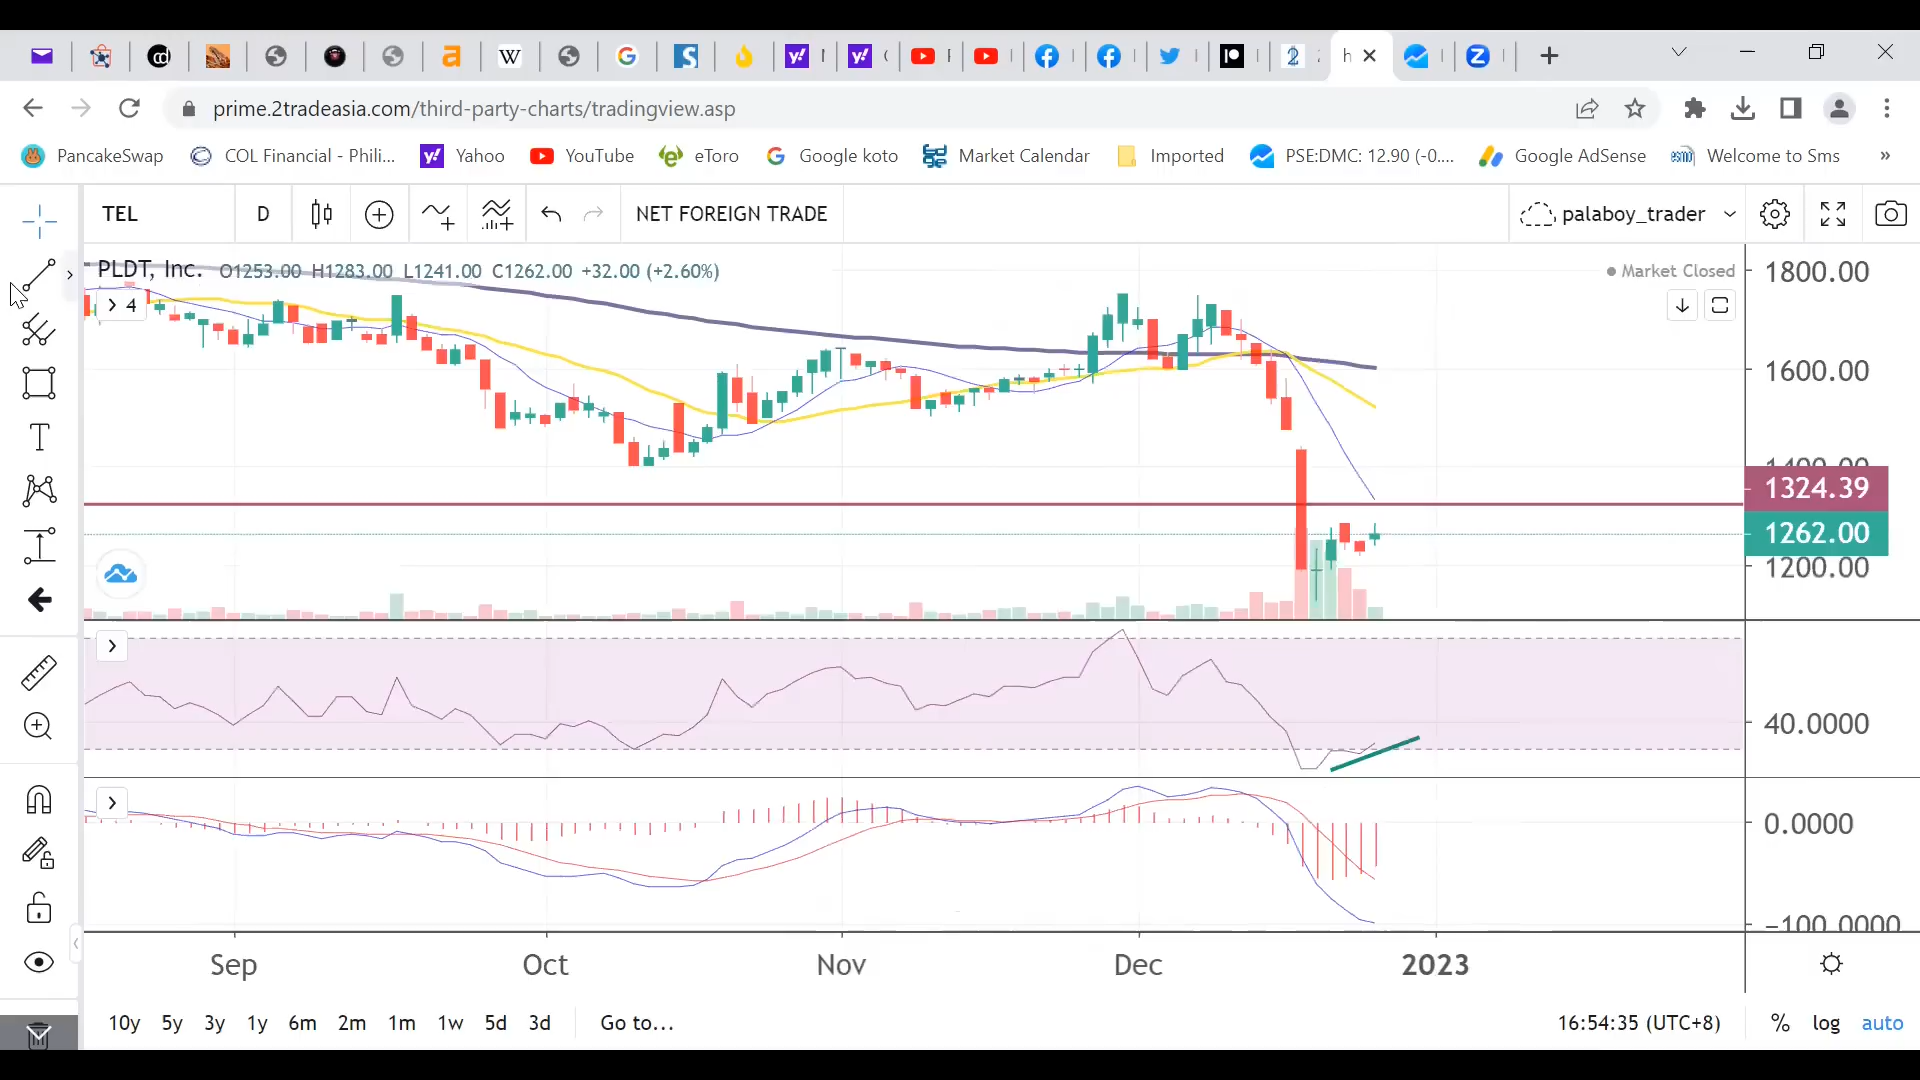 h
prime.2tradeasia.com/third-party-charts/tradingview.asp
PancakeSwap COL Financial - Phili... Yahoo YouTube eToro Google koto Market Calendar Imported PSE:DMC: 12.90 (-0.... Google AdSense Welcome to Sms »
TEL D NET FOREIGN TRADE palaboy_trader
PLDT, Inc. O1253.00 H1283.00 L1241.00 C1262.00 +32.00 (+2.60%) Market Closed
4
1800.00
1600.00
1400.00
1324.39
1262.00
1200.00
40.0000
0.0000
-100.0000
Sep Oct Nov Dec 2023
10y 5y 3y 1y 6m 2m 1m 1w 5d 3d Go to... 16:54:35 (UTC+8) % log auto